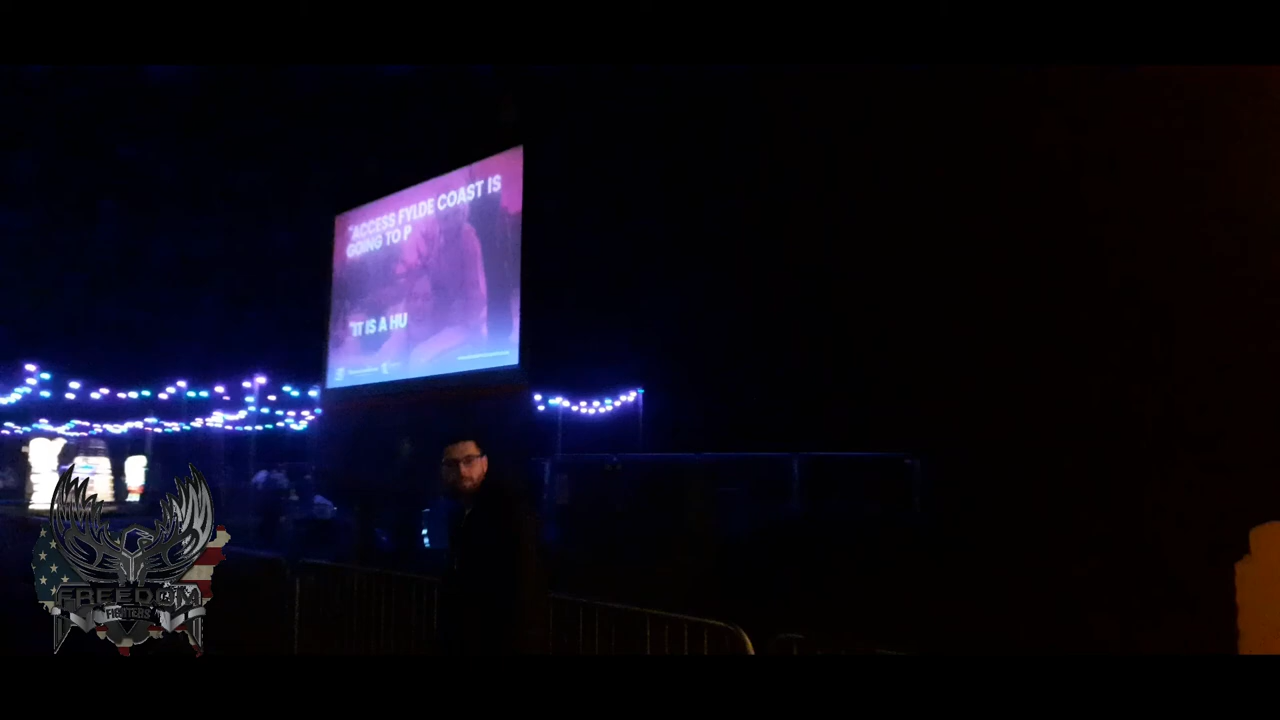 "ACCESS FYLDE COAST IS
GOING TO P
"IT IS A HU
FREEDOM
FIGHTERS